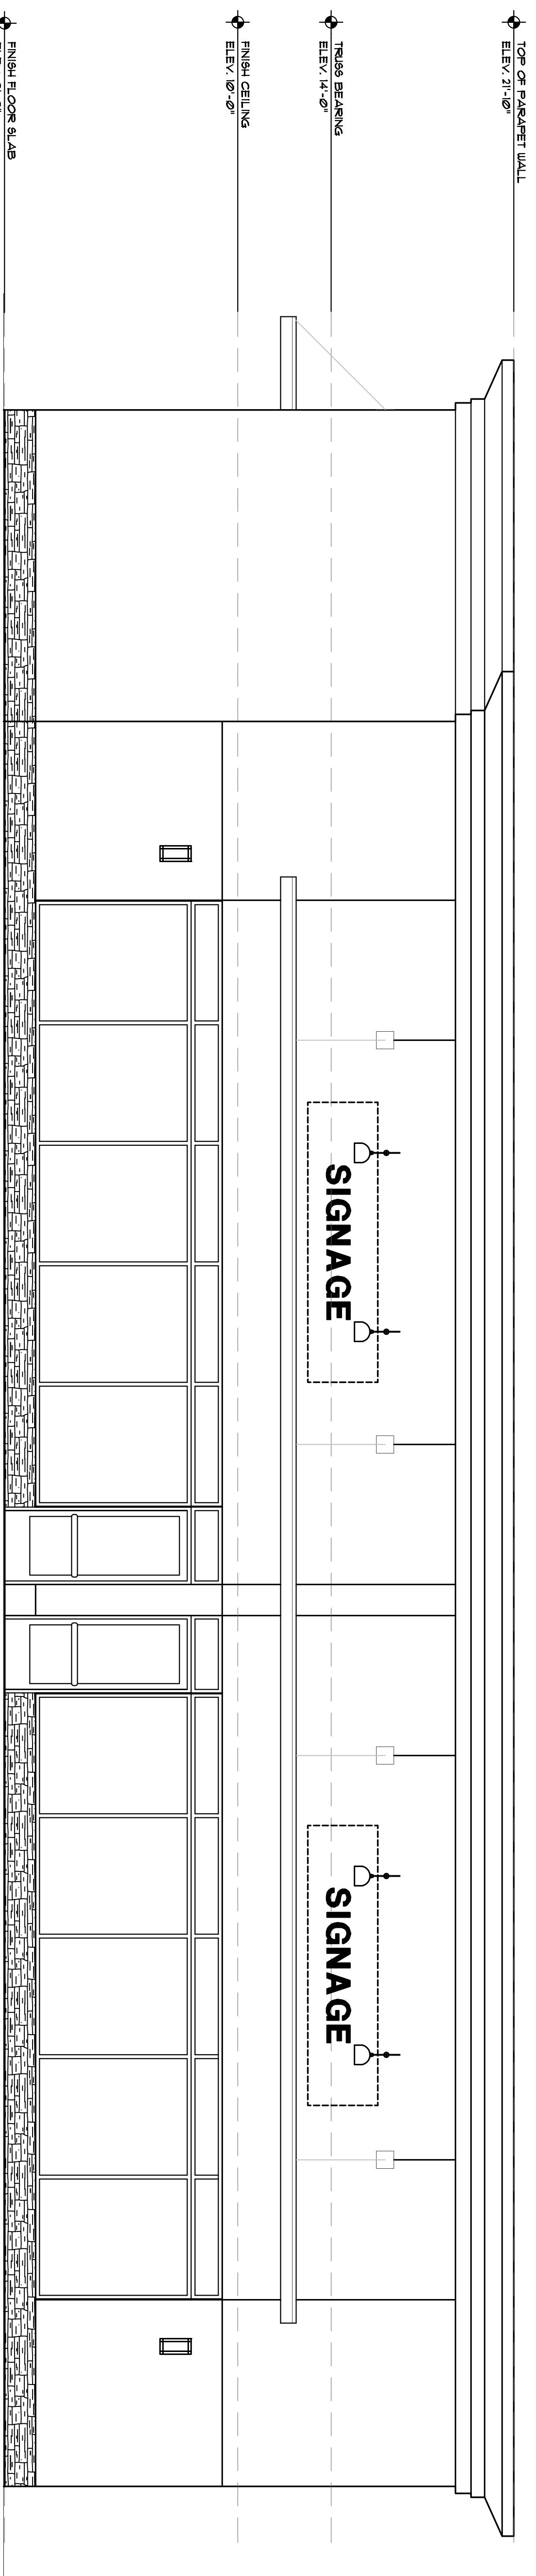 TOP OF PARAPET WALL
ELEV. 21'-10"
TRUSS BEARING
ELEV. 14'-0"
FINISH CEILING
ELEV. 10'-0"
FINISH FLOOR SLAB
SIGNAGE
SIGNAGE